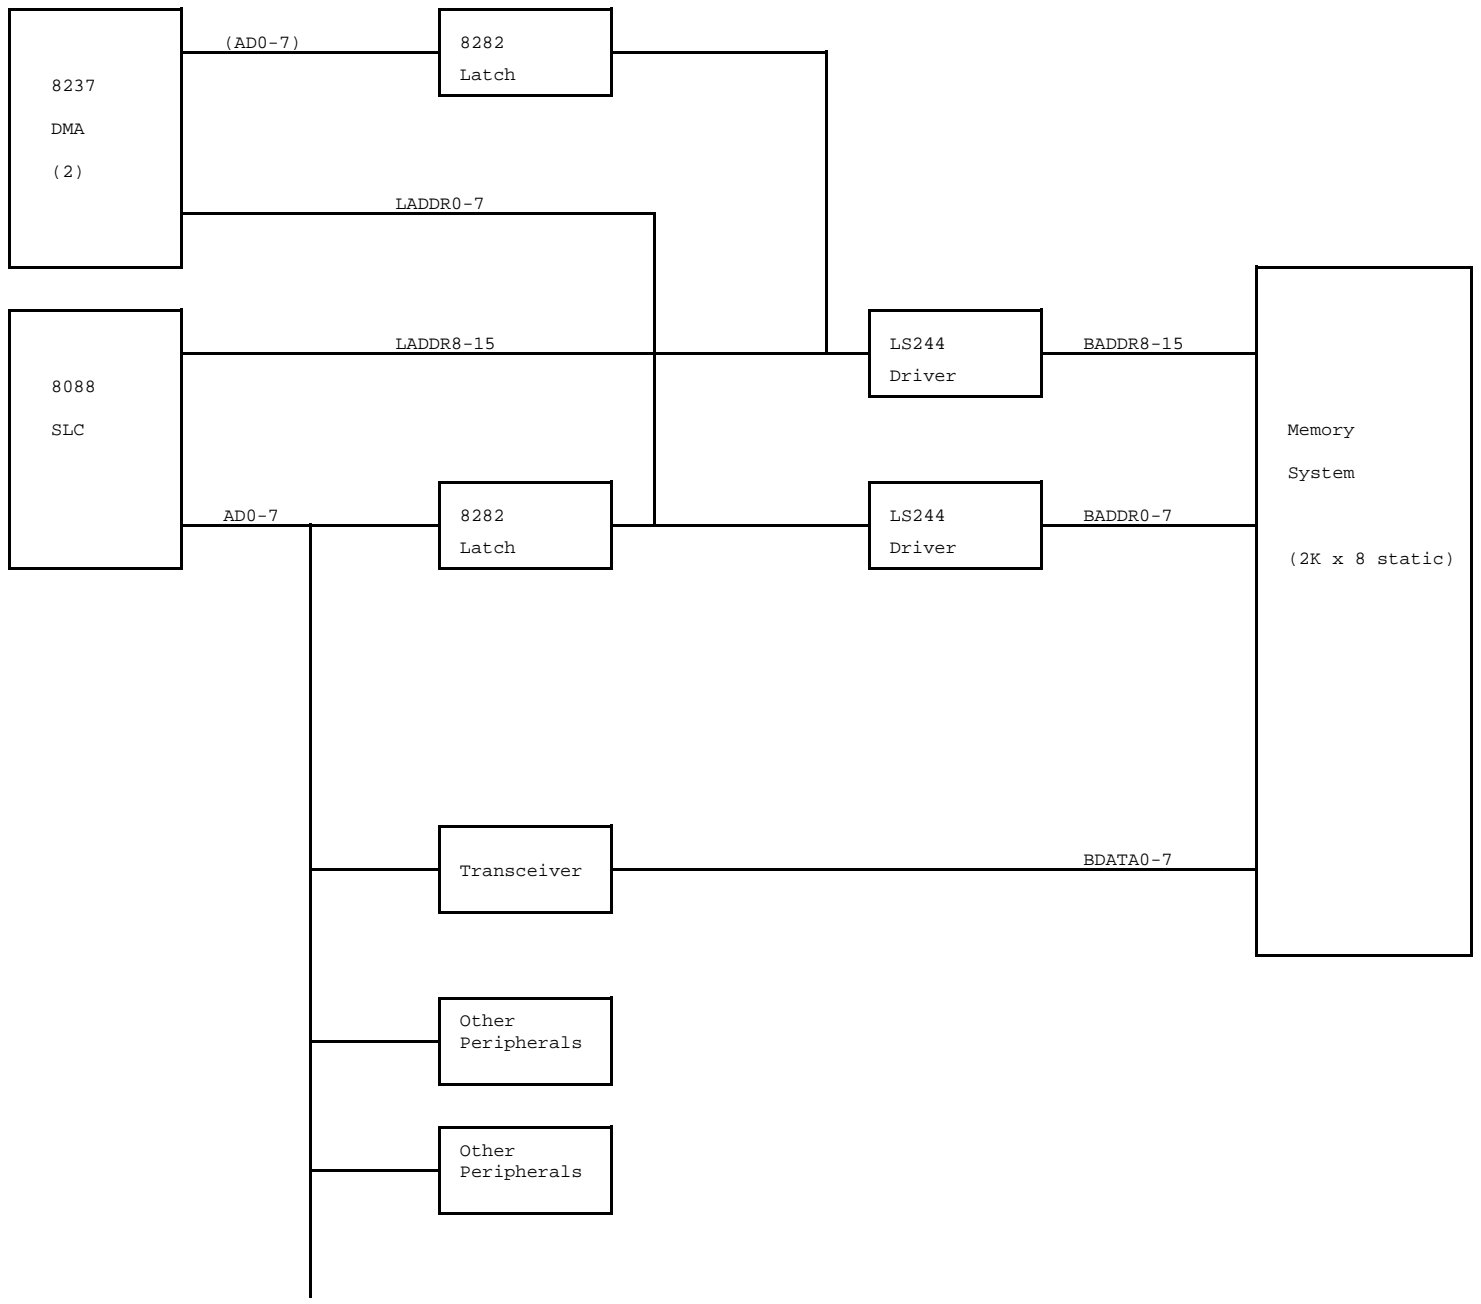 (AD0-7)
8282
Latch
8237
DMA
(2)
LADDR0-7
LADDR8-15
LS244
Driver
BADDR8-15
8088
SLC
Memory
System
(2K x 8 static)
AD0-7
8282
Latch
LS244
Driver
BADDR0-7
Transceiver
BDATA0-7
Other
Peripherals
Other
Peripherals